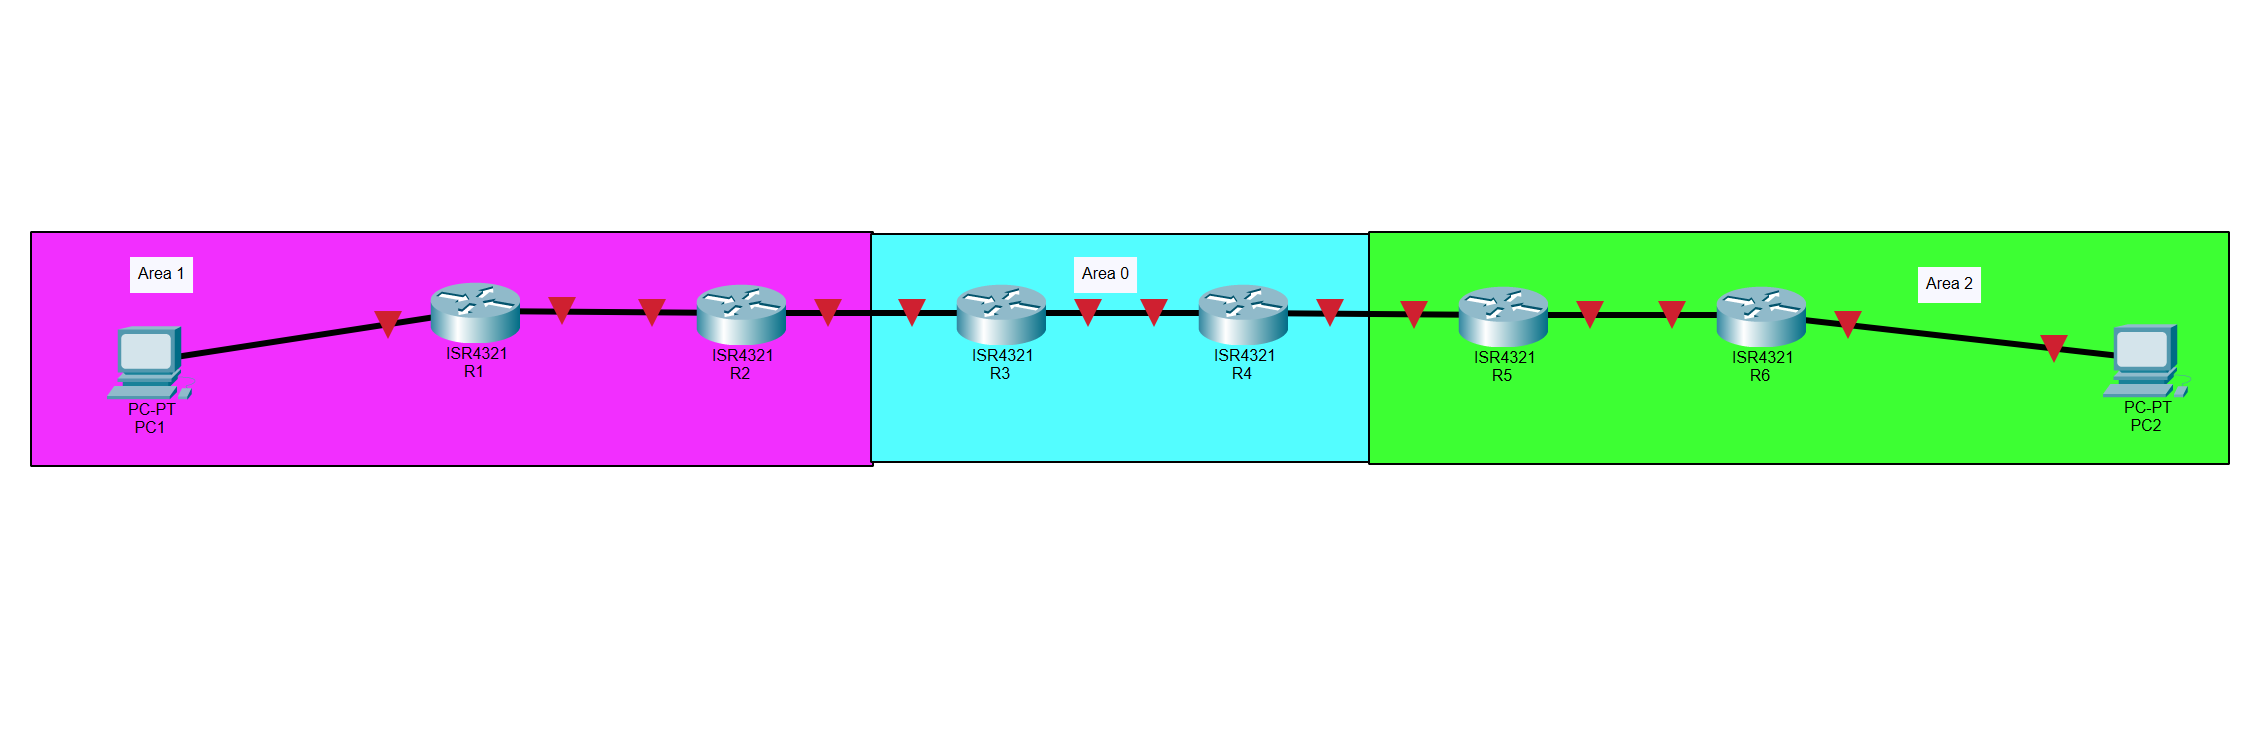 Area 1
Area 0
Area 2
ISR4321
R1
ISR4321
R2
ISR4321
R3
ISR4321
R4
ISR4321
R5
ISR4321
R6
PC-PT
PC1
PC-PT
PC2